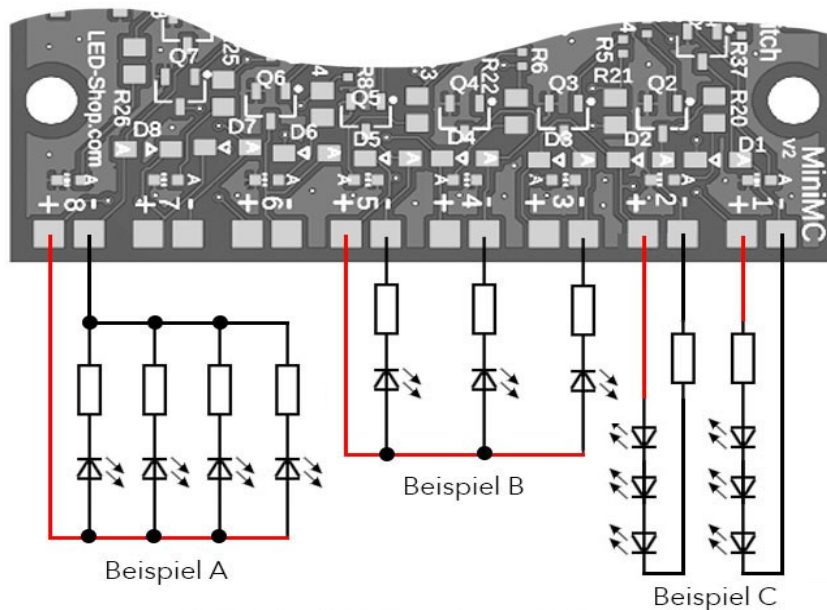 Q7
Q6
Q5
Q4
Q3
Q2
R25
R8
R22
R6
R5
R21
R37
R20
R26
LED-Shop.com
MiniMC
V2
D8
D7
D6
D5
D4
D3
D2
D1
A A A A A A A A
A A A A A A A A
+ 8 - + 7 - + 6 - + 5 - + 4 - + 3 - + 2 - + 1 -
Beispiel A
Beispiel B
Beispiel C